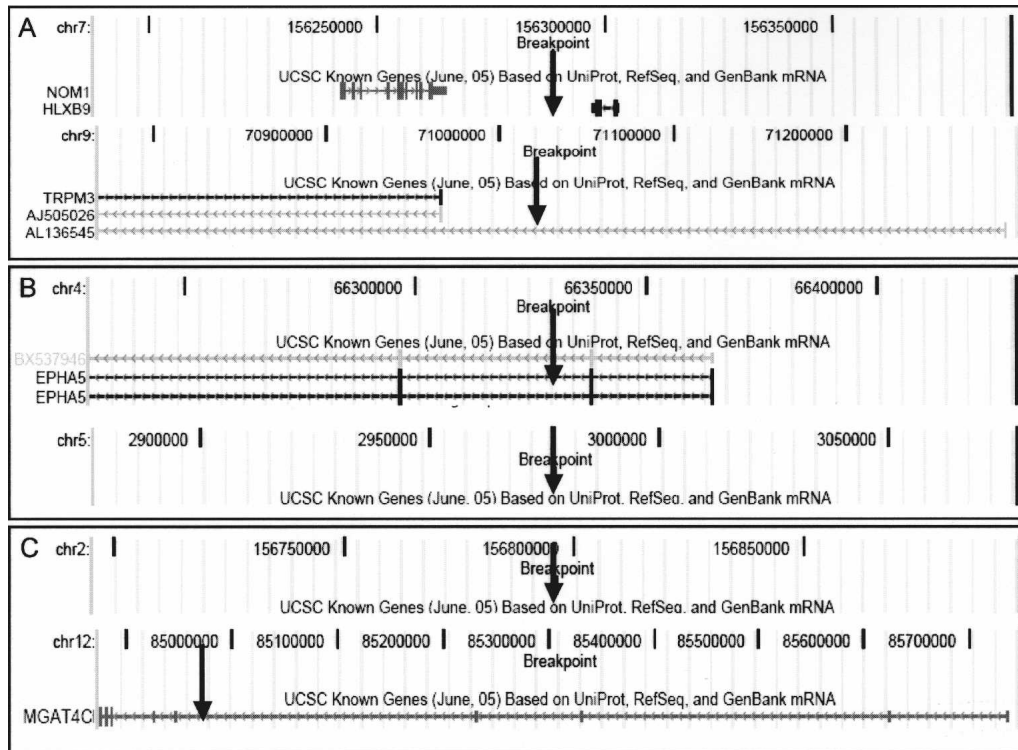 A
chr7: 156250000 156300000 156350000
Breakpoint
UCSC Known Genes (June, 05) Based on UniProt, RefSeq, and GenBank mRNA
NOM1
HLXB9
chr9: 70900000 71000000 71100000 71200000
Breakpoint
UCSC Known Genes (June, 05) Based on UniProt, RefSeq, and GenBank mRNA
TRPM3
AJ505026
AL136545
B
chr4: 66300000 66350000 66400000
Breakpoint
UCSC Known Genes (June, 05) Based on UniProt, RefSeq, and GenBank mRNA
BX537946
EPHA5
EPHA5
chr5: 2900000 2950000 3000000 3050000
Breakpoint
UCSC Known Genes (June, 05) Based on UniProt, RefSeq, and GenBank mRNA
C
chr2: 156750000 156800000 156850000
Breakpoint
UCSC Known Genes (June, 05) Based on UniProt, RefSeq, and GenBank mRNA
chr12: 85000000 85100000 85200000 85300000 85400000 85500000 85600000 85700000
Breakpoint
UCSC Known Genes (June, 05) Based on UniProt, RefSeq, and GenBank mRNA
MGAT4C